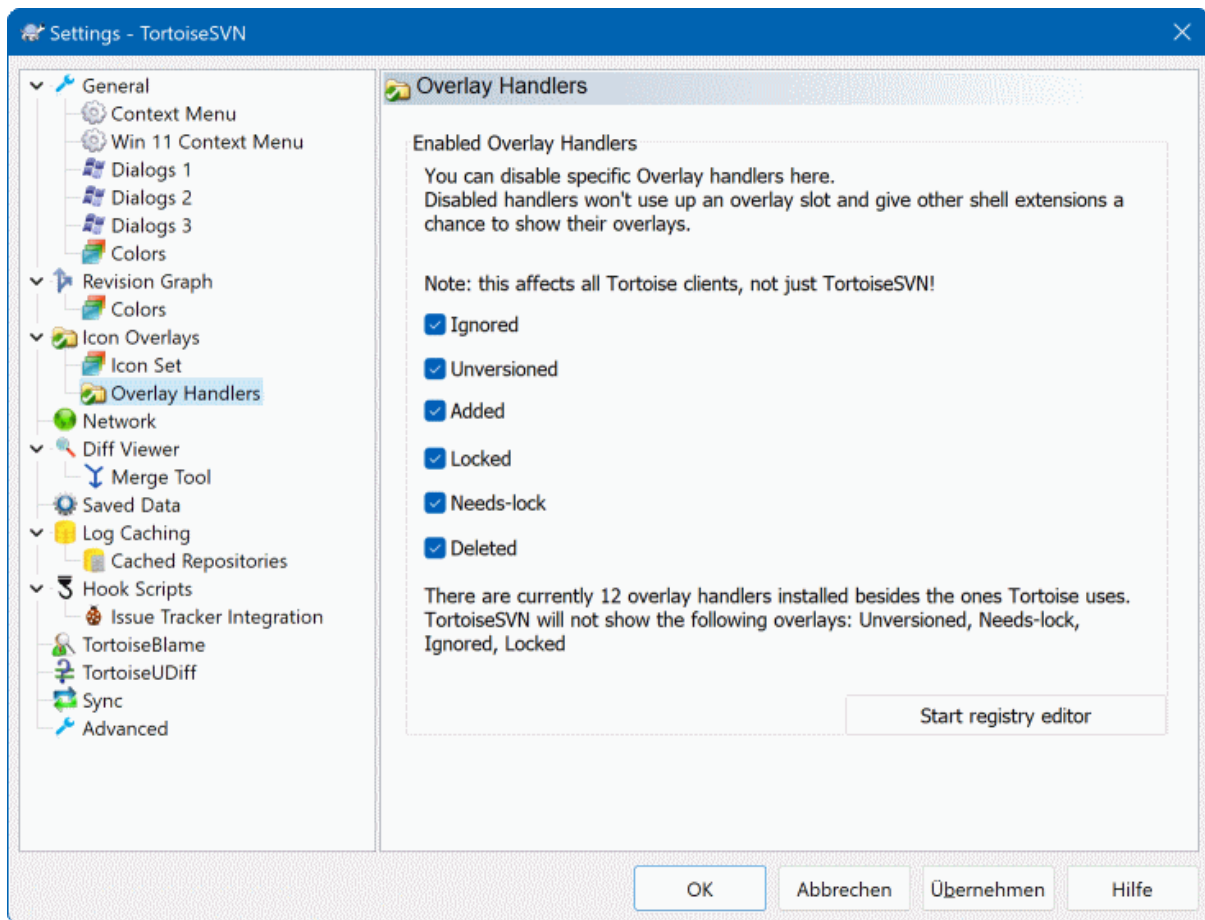 Settings - TortoiseSVN
General
Context Menu
Win 11 Context Menu
Dialogs 1
Dialogs 2
Dialogs 3
Colors
Revision Graph
Colors
Icon Overlays
Icon Set
Overlay Handlers
Network
Diff Viewer
Merge Tool
Saved Data
Log Caching
Cached Repositories
Hook Scripts
Issue Tracker Integration
TortoiseBlame
TortoiseUDiff
Sync
Advanced
Overlay Handlers
Enabled Overlay Handlers
You can disable specific Overlay handlers here.
Disabled handlers won't use up an overlay slot and give other shell extensions a
chance to show their overlays.
Note: this affects all Tortoise clients, not just TortoiseSVN!
Ignored
Unversioned
Added
Locked
Needs-lock
Deleted
There are currently 12 overlay handlers installed besides the ones Tortoise uses.
TortoiseSVN will not show the following overlays: Unversioned, Needs-lock,
Ignored, Locked
Start registry editor
OK
Abbrechen
Übernehmen
Hilfe